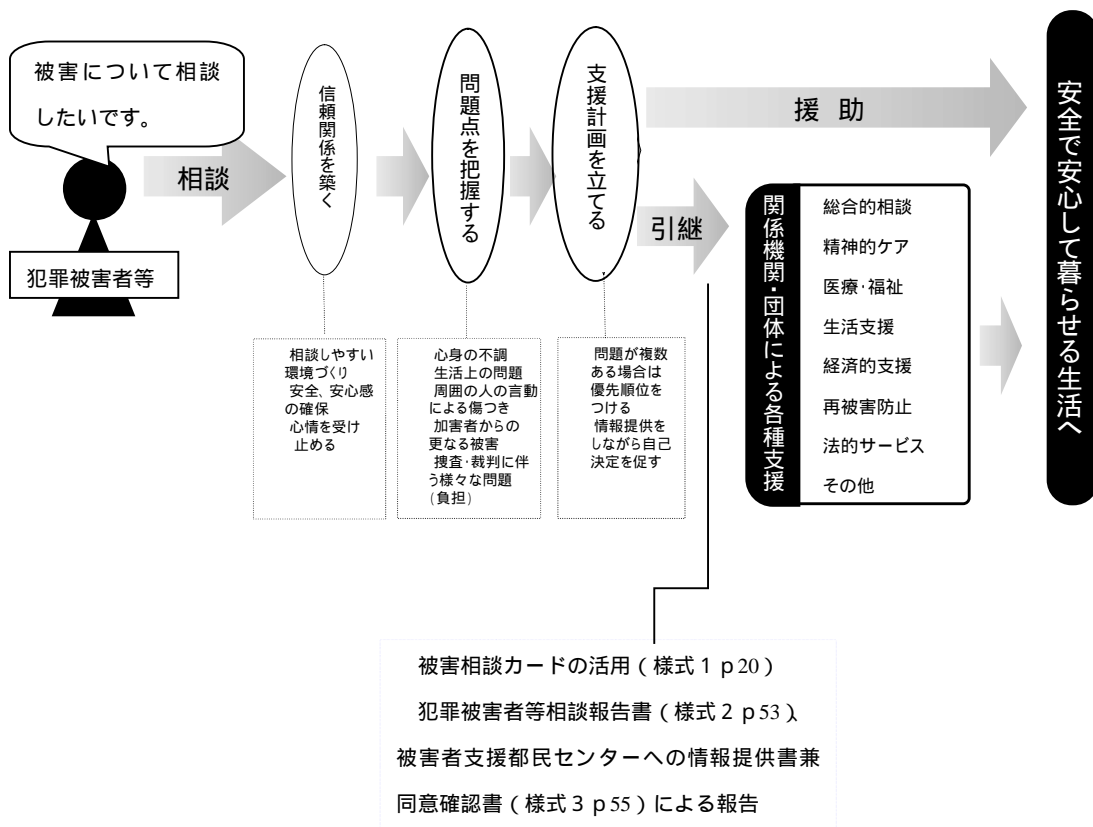 被害について相談
したいです。
犯罪被害者等
相談
信頼関係を築く
問題点を把握する
支援計画を立てる
援助
引継
相談しやすい
環境づくり
安全、安心感
の確保
心情を受け
止める
心身の不調
生活上の問題
周囲の人の言動
による傷つき
加害者からの
更なる被害
捜査・裁判に伴
う様々な問題
(負担)
問題が複数
ある場合は
優先順位を
つける
情報提供を
しながら自己
決定を促す
関係機関・団体による各種支援
総合的相談
精神的ケア
医療・福祉
生活支援
経済的支援
再被害防止
法的サービス
その他
安全で安心して暮らせる生活へ
被害相談カードの活用(様式1 p20)
犯罪被害者等相談報告書(様式2 p53)、
被害者支援都民センターへの情報提供書兼
同意確認書(様式3 p55)による報告